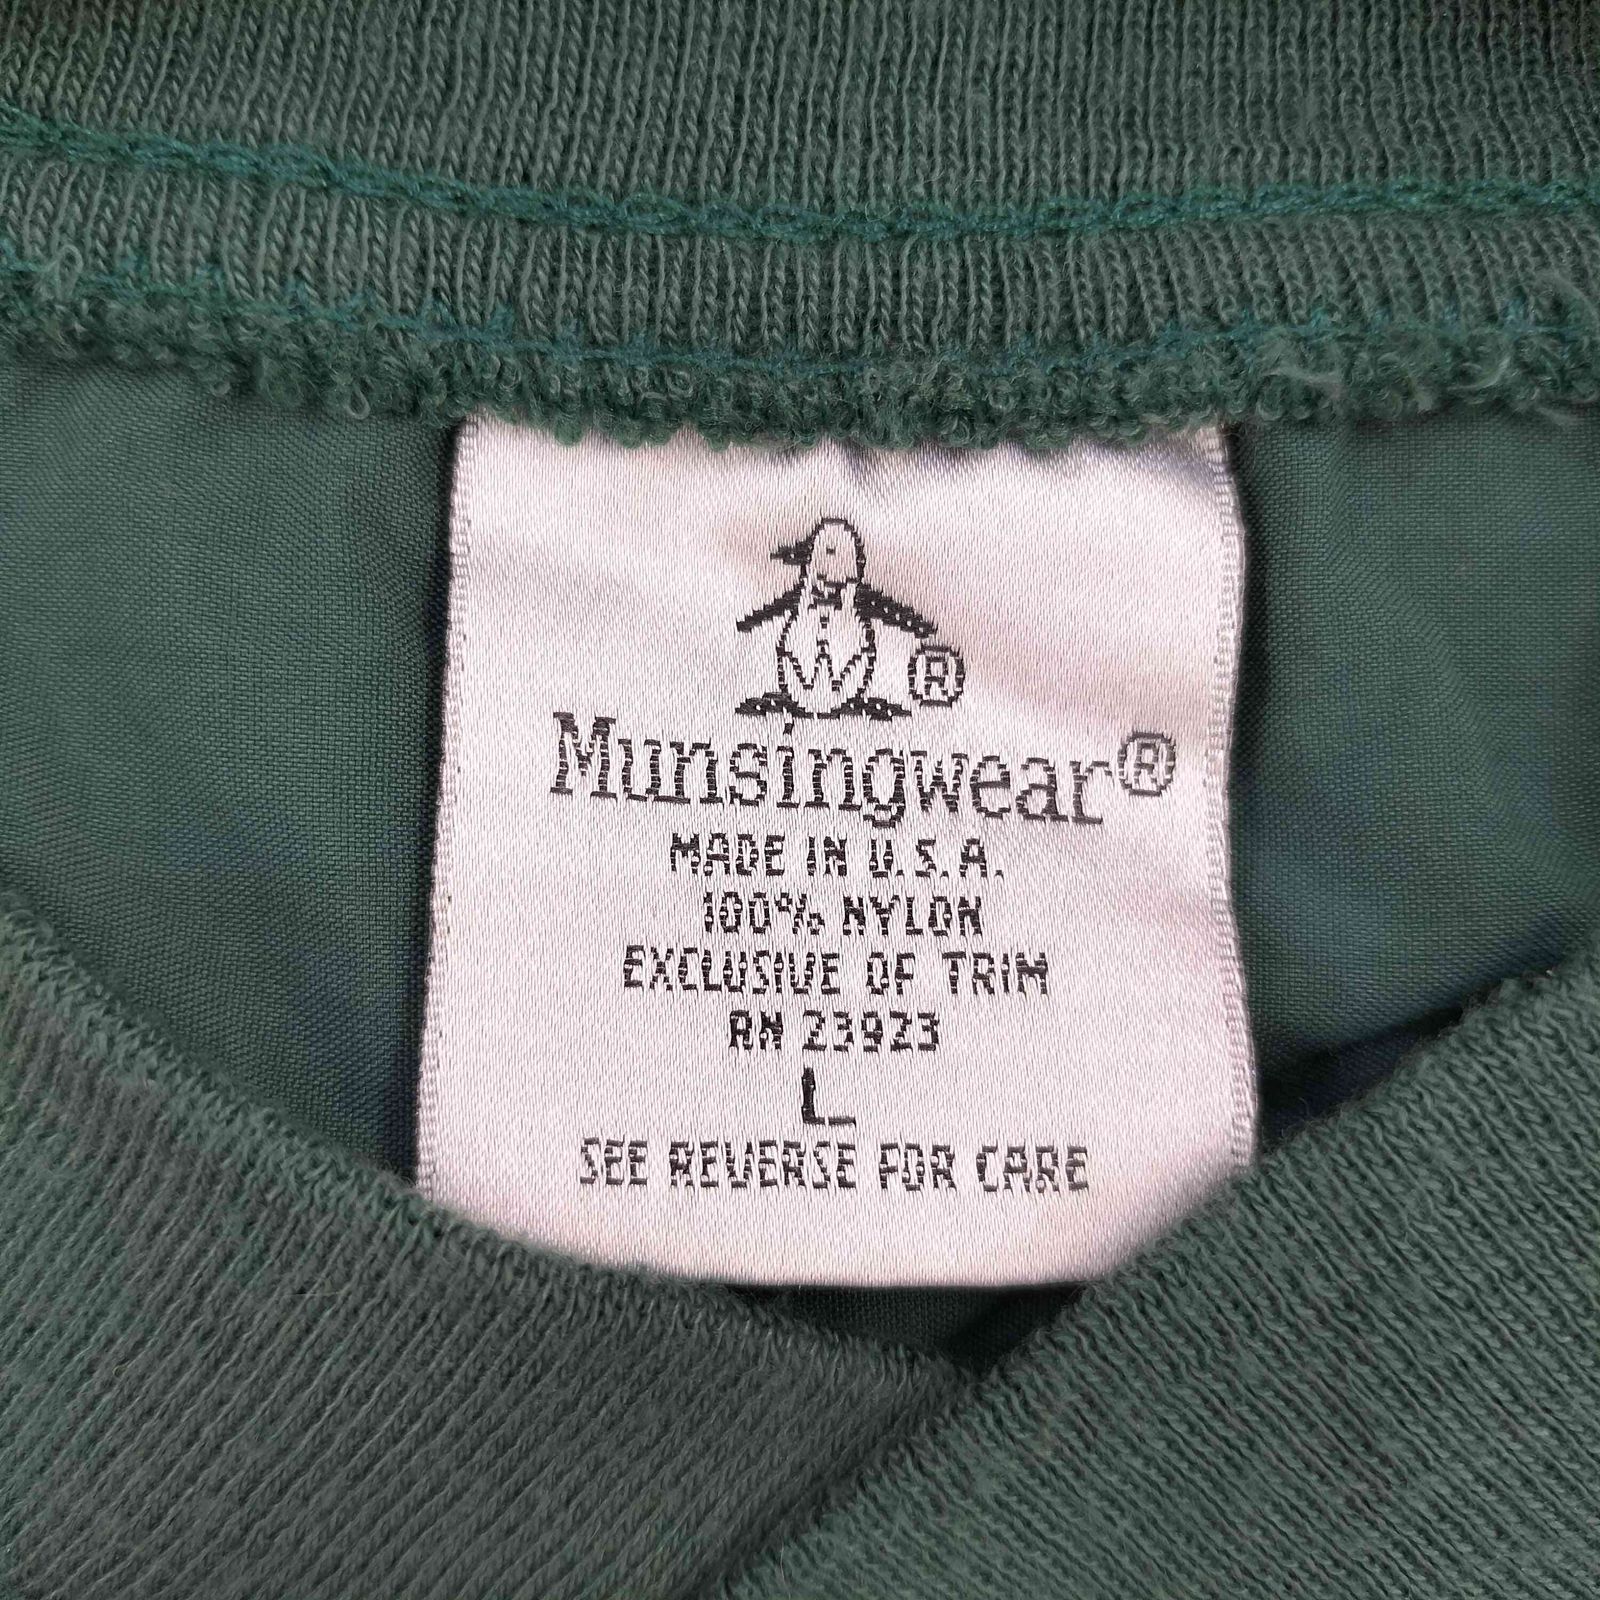 W ®
Munsingwear®
MADE IN U.S.A.
100% NYLON
EXCLUSIVE OF TRIM
RN 23923
L
SEE REVERSE FOR CARE